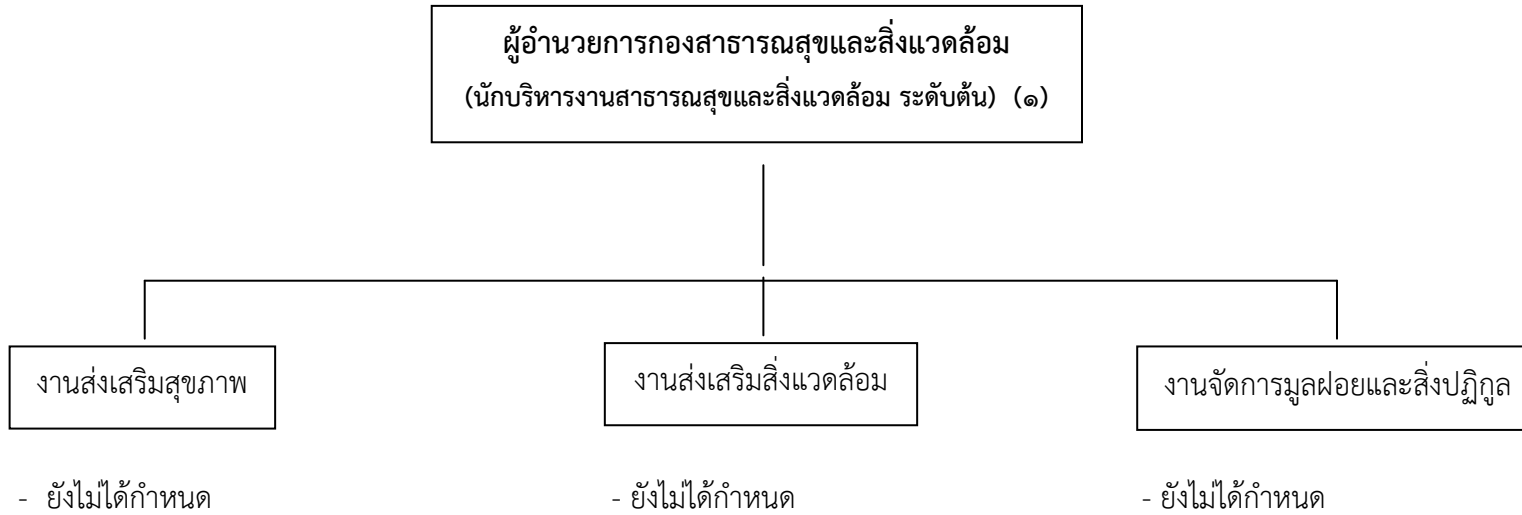 ผู้อำนวยการกองสาธารณสุขและสิ่งแวดล้อม
(นักบริหารงานสาธารณสุขและสิ่งแวดล้อม ระดับต้น) (๑)
งานส่งเสริมสุขภาพ
งานส่งเสริมสิ่งแวดล้อม
งานจัดการมูลฝอยและสิ่งปฏิกูล
- ยังไม่ได้กำหนด
- ยังไม่ได้กำหนด
- ยังไม่ได้กำหนด